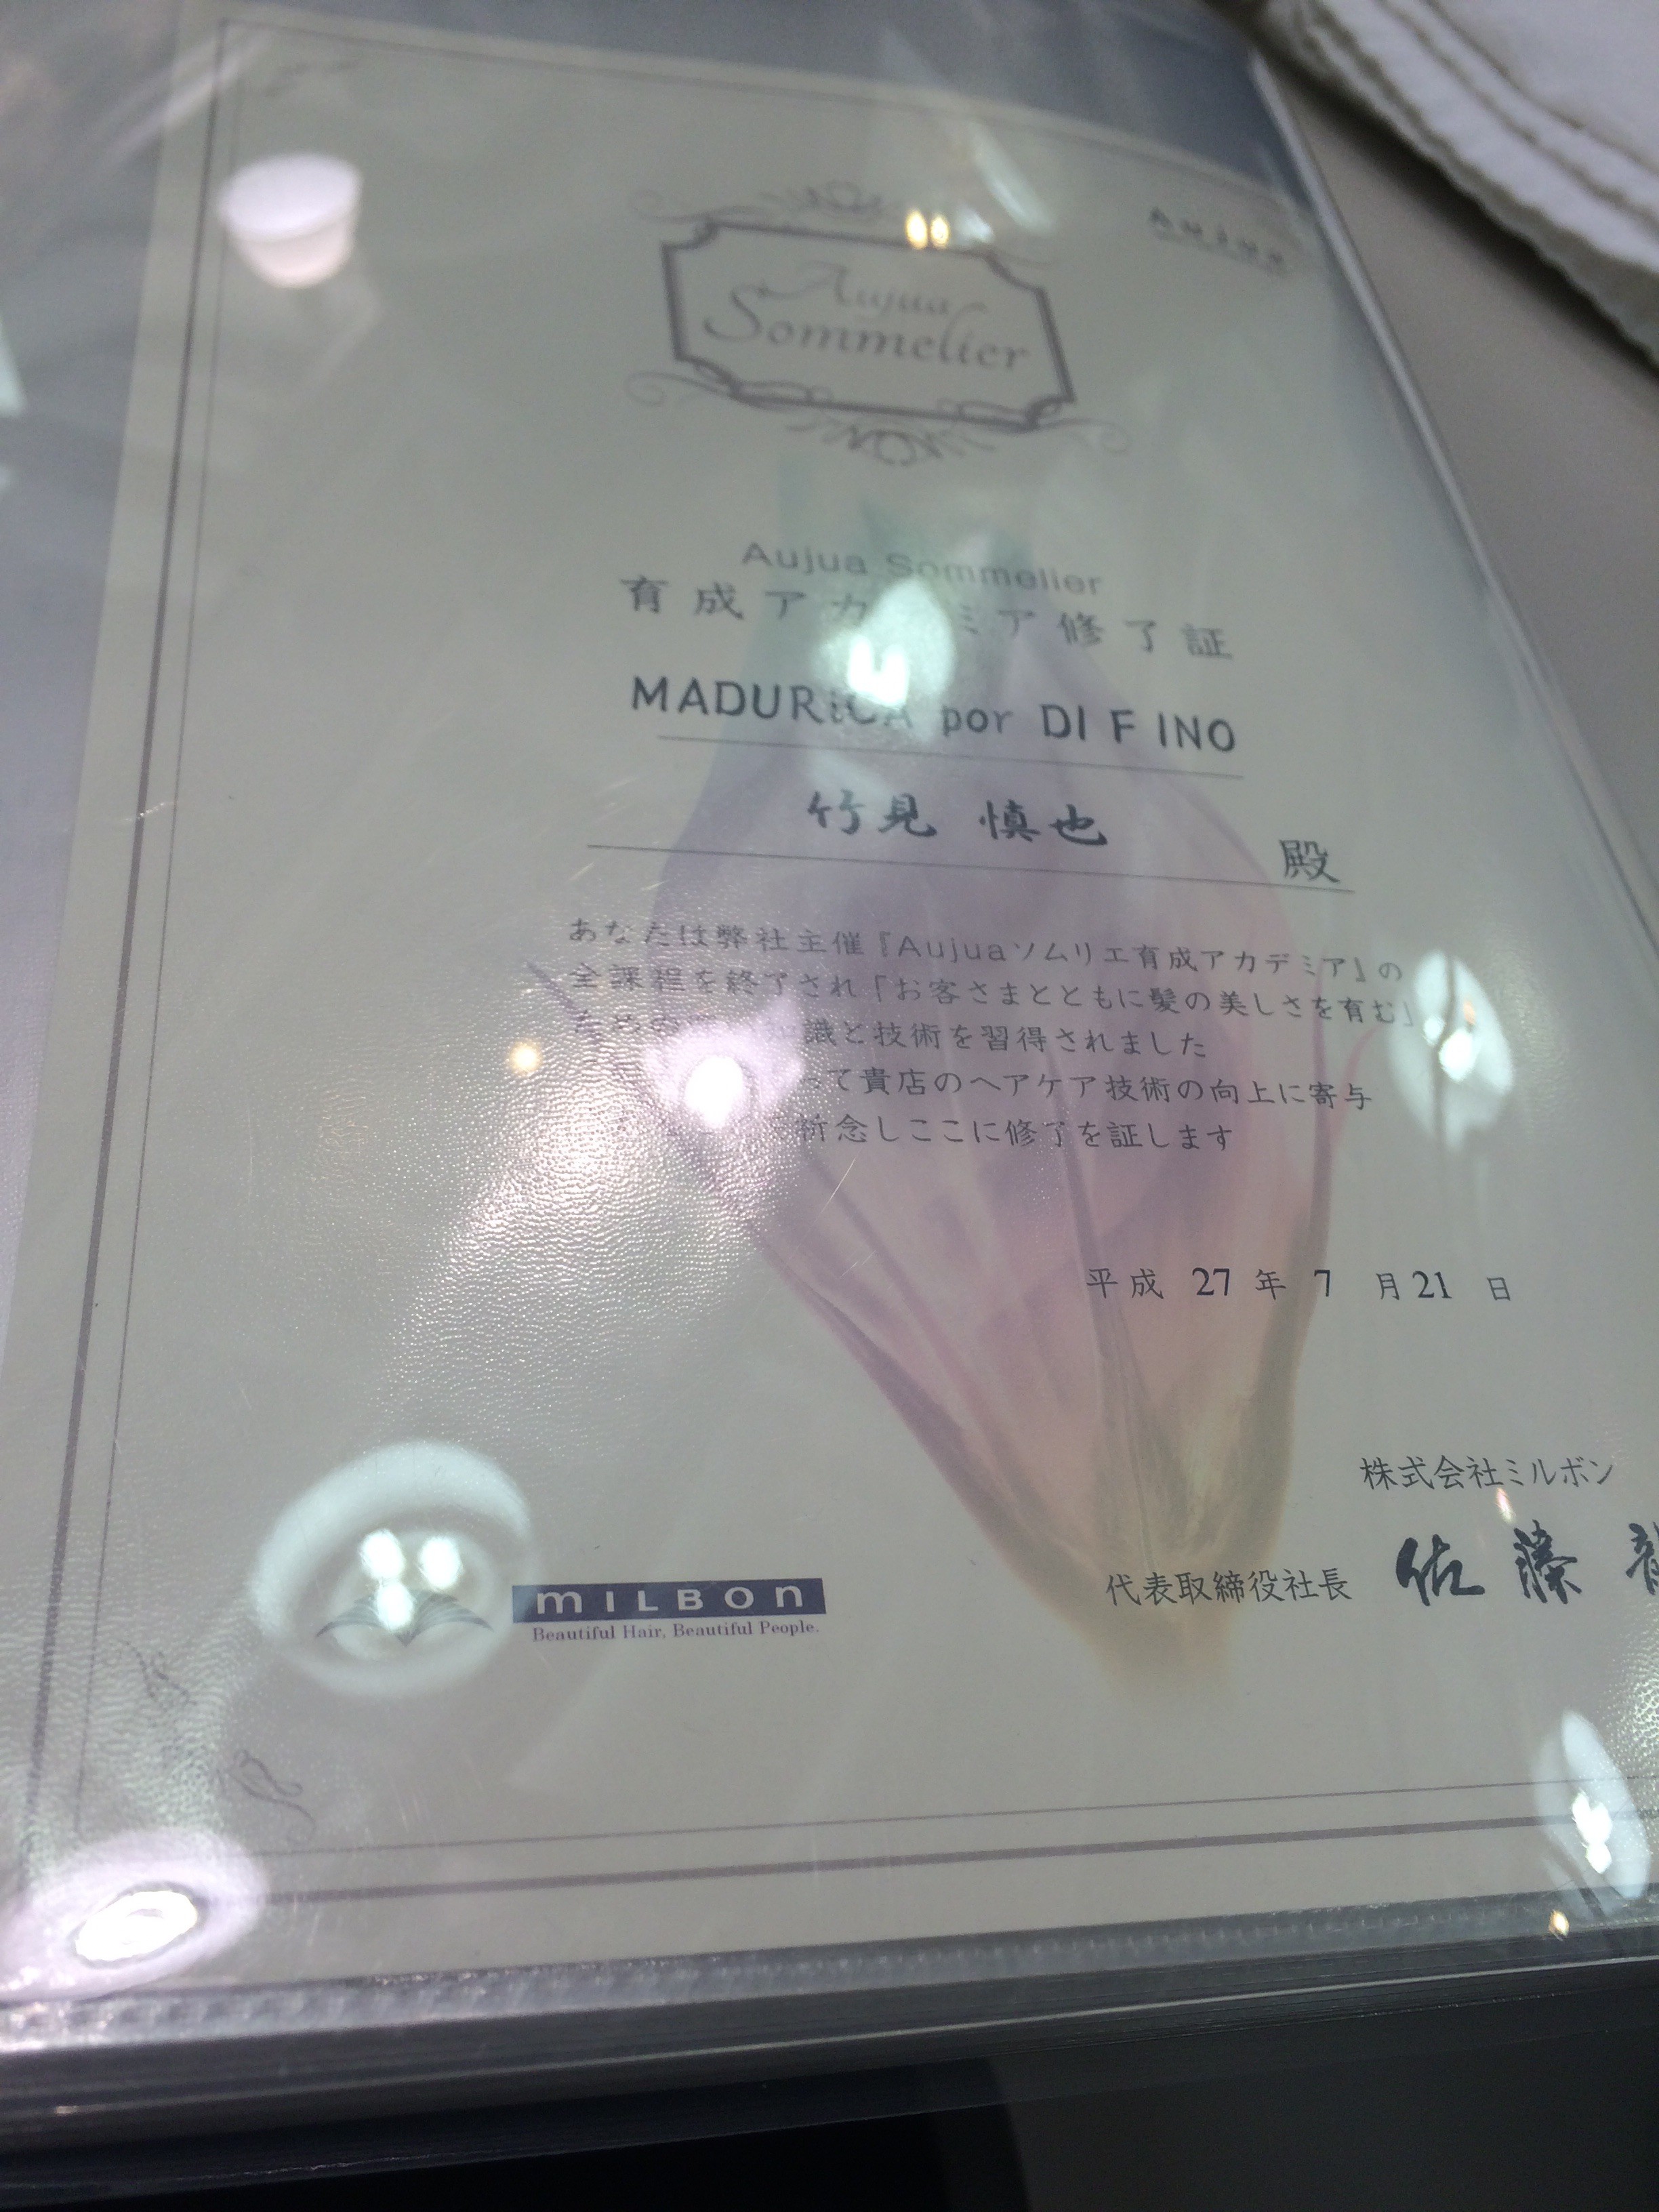 Aujua
Sommelier
Aujua Sommelier
育成アカミア修了証
MADURiCA por DI F INO
竹見 慎也
殿
あなたは弊社主催『Aujuaソムリエ育成アカデミア』の
全課程を終了され「お客さまとともに髪の美しさを育む」
識と技術を習得されました
って貴店のヘアケア技術の向上に寄与
祈念しここに修了を証します
平成 27 年 7 月 21 日
株式会社ミルボン
代表取締役社長 佐藤
MILBON
Beautiful Hair, Beautiful People.